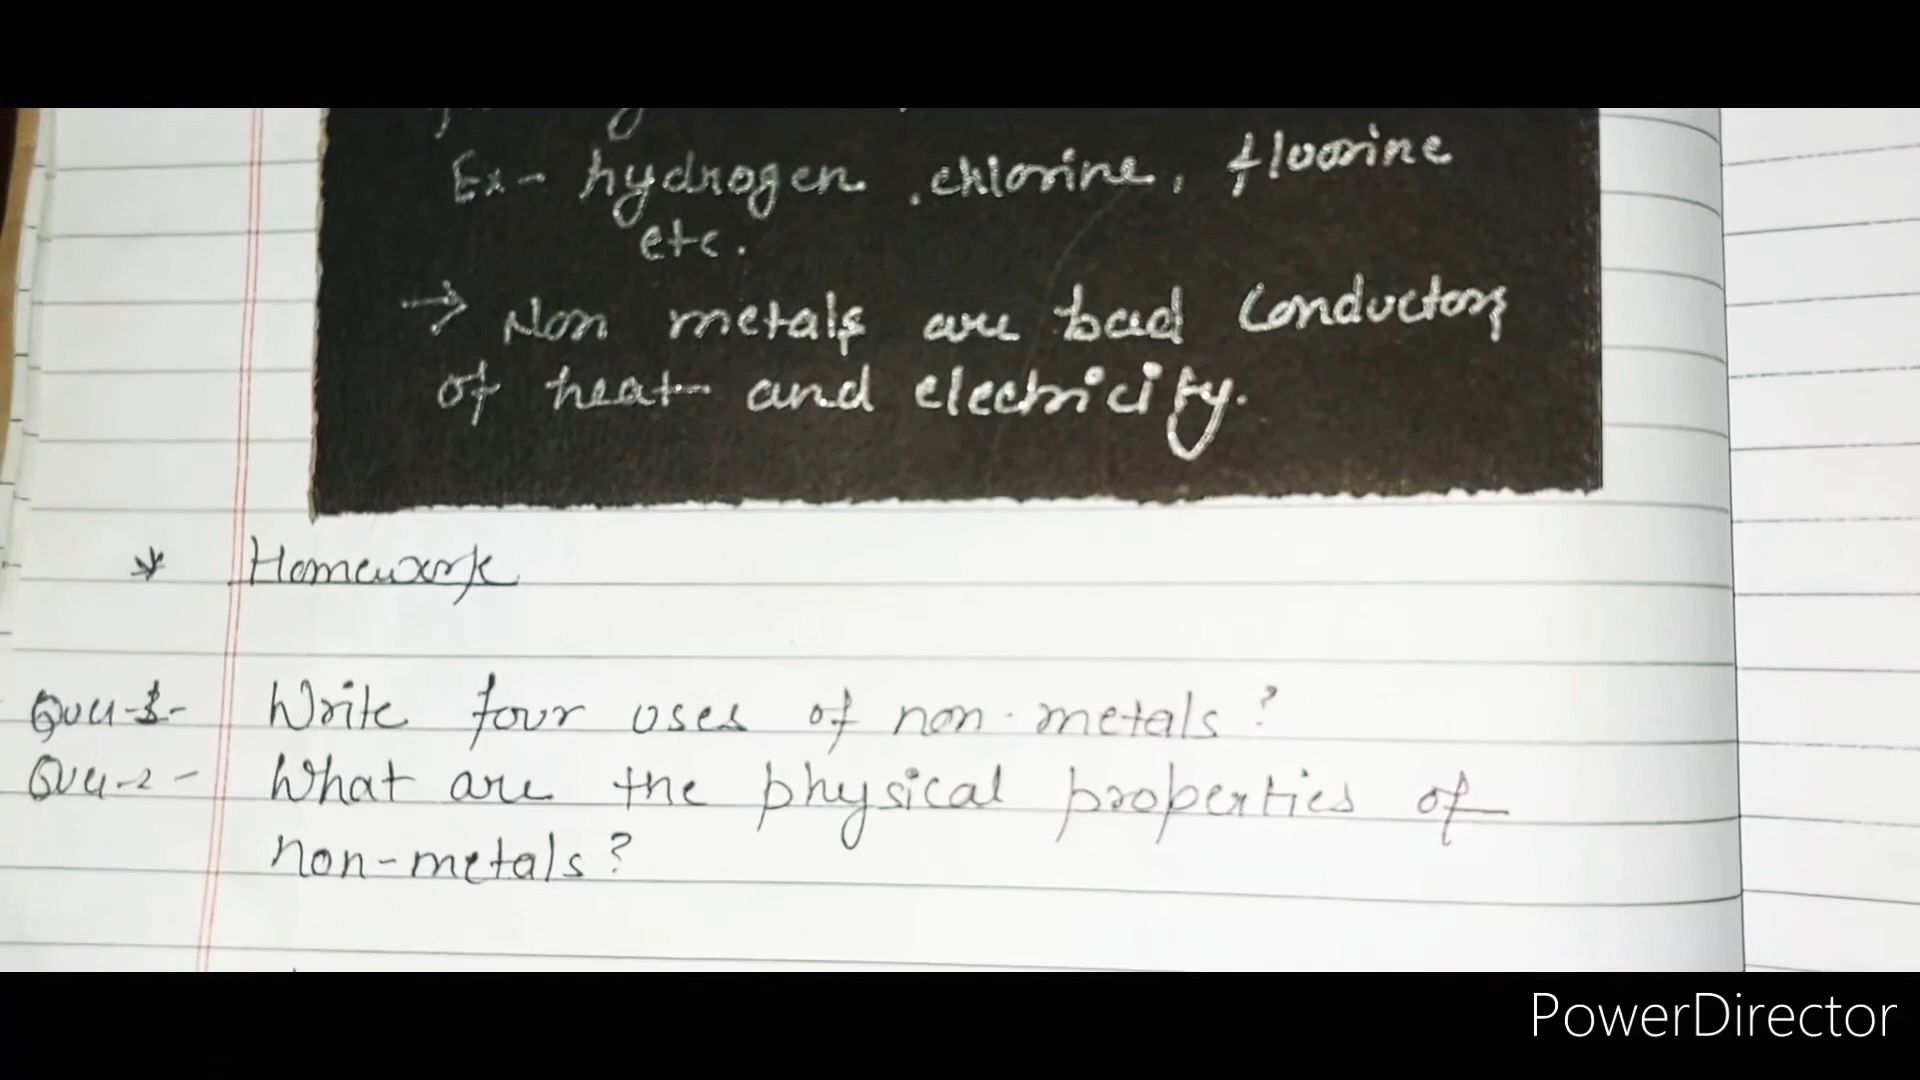 Ex- hydrogen, chlorine, fluorine
etc.
→ Non metals are bad conductors
of heat and electricity.
* Homework
Que-1- Write four uses of non-metals?
Que-2- What are the physical properties of
non-metals?
PowerDirector